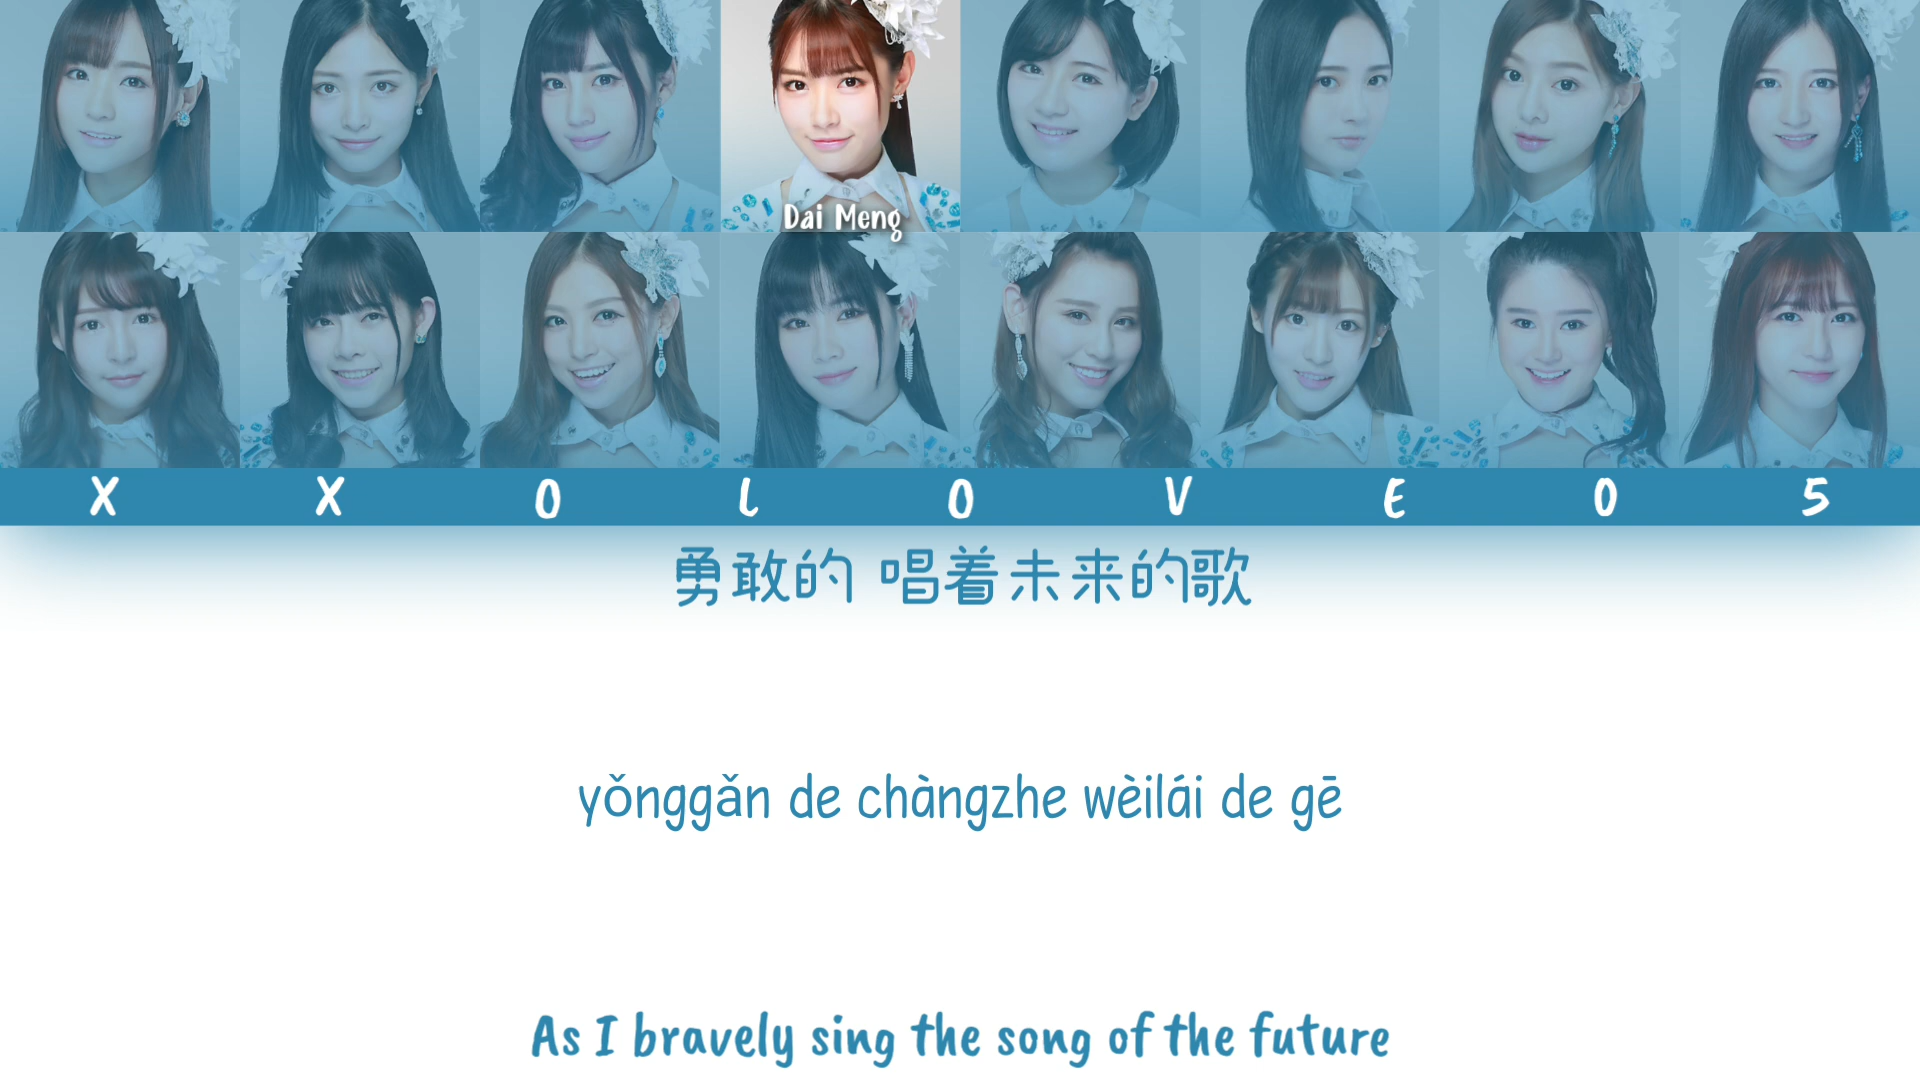 Dai Meng
X X O L O V E 0 5
勇敢的 唱着未来的歌
yǒnggǎn de chàngzhe wèilái de gē
As I bravely sing the song of the future